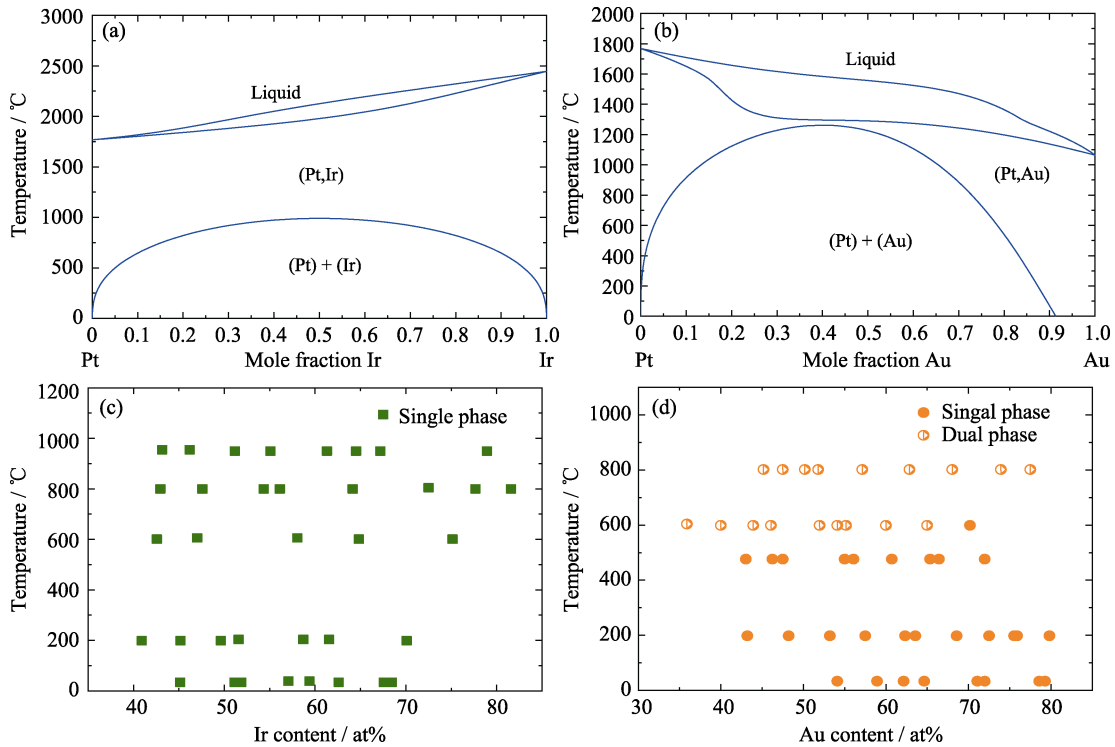 (a)
3000
2500
2000
1750
1000
500
0
Temperature / ℃
Liquid
(Pt,Ir)
(Pt) + (Ir)
0 0.1 0.2 0.3 0.4 0.5 0.6 0.7 0.8 0.9 1.0
Pt Mole fraction Ir Ir
(b)
2000
1800
1600
1400
1200
1000
800
600
400
200
0
Temperature / ℃
Liquid
(Pt,Au)
(Pt) + (Au)
0 0.1 0.2 0.3 0.4 0.5 0.6 0.7 0.8 0.9 1.0
Pt Mole fraction Au Au
(c)
1200
1000
800
600
400
200
0
Temperature / ℃
Single phase
40 50 60 70 80
Ir content / at%
(d)
1000
800
600
400
200
0
Temperature / ℃
Singal phase
Dual phase
30 40 50 60 70 80
Au content / at%